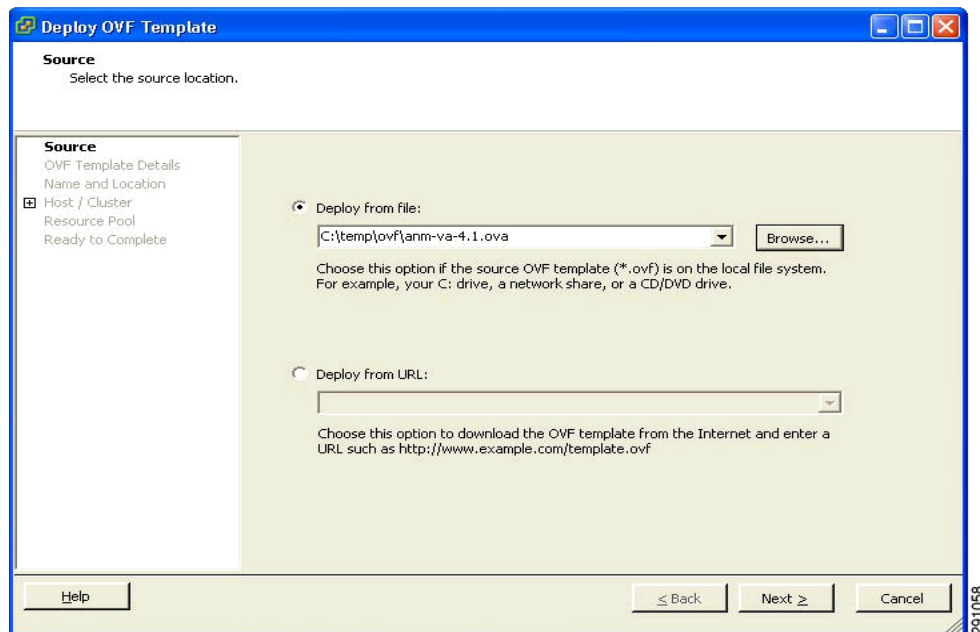 Deploy OVF Template
Source
Select the source location.
Source
OVF Template Details
Name and Location
Host / Cluster
Resource Pool
Ready to Complete
Deploy from file:
C:\temp\ovf\anm-va-4.1.ova
Browse...
Choose this option if the source OVF template (*.ovf) is on the local file system.
For example, your C: drive, a network share, or a CD/DVD drive.
Deploy from URL:
Choose this option to download the OVF template from the Internet and enter a
URL such as http://www.example.com/template.ovf
Help
≤ Back
Next ≥
Cancel
291058